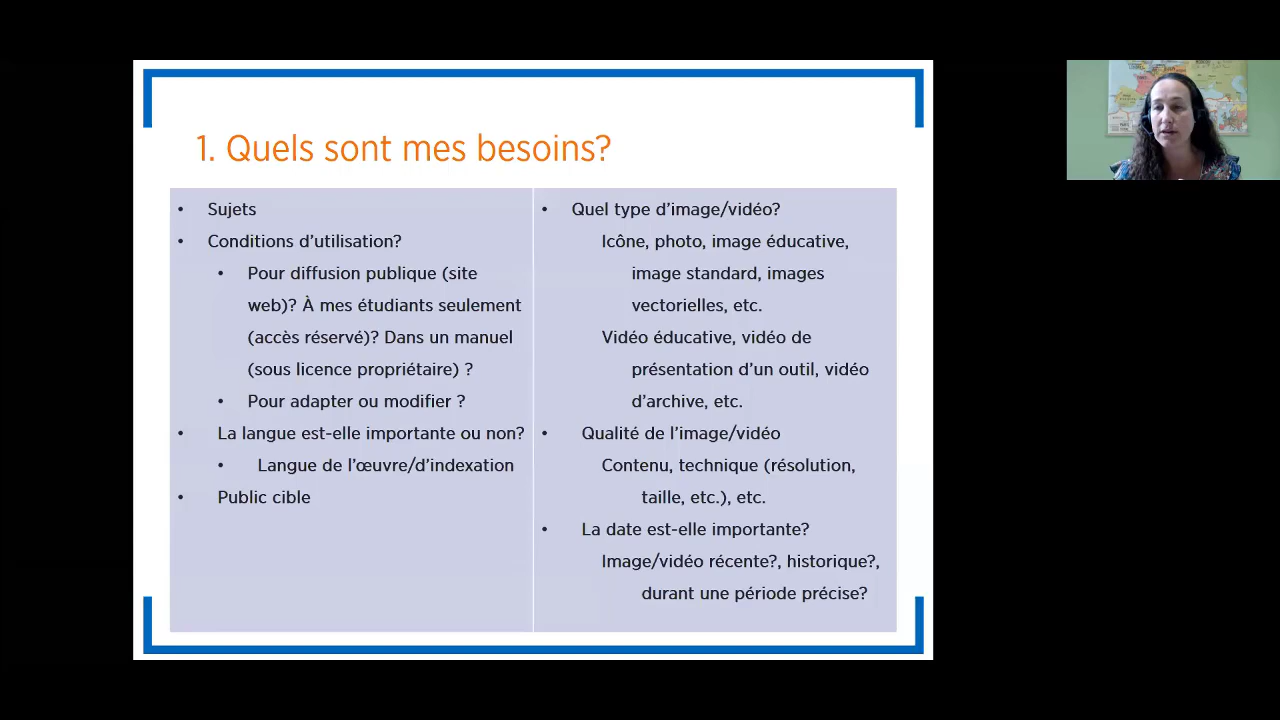 1. Quels sont mes besoins?
• Sujets
• Conditions d’utilisation?
• Pour diffusion publique (site
web)? À mes étudiants seulement
(accès réservé)? Dans un manuel
(sous licence propriétaire) ?
• Pour adapter ou modifier ?
• La langue est-elle importante ou non?
• Langue de l’œuvre/d’indexation
• Public cible
• Quel type d’image/vidéo?
Icône, photo, image éducative,
image standard, images
vectorielles, etc.
Vidéo éducative, vidéo de
présentation d’un outil, vidéo
d’archive, etc.
• Qualité de l’image/vidéo
Contenu, technique (résolution,
taille, etc.), etc.
• La date est-elle importante?
Image/vidéo récente?, historique?,
durant une période précise?